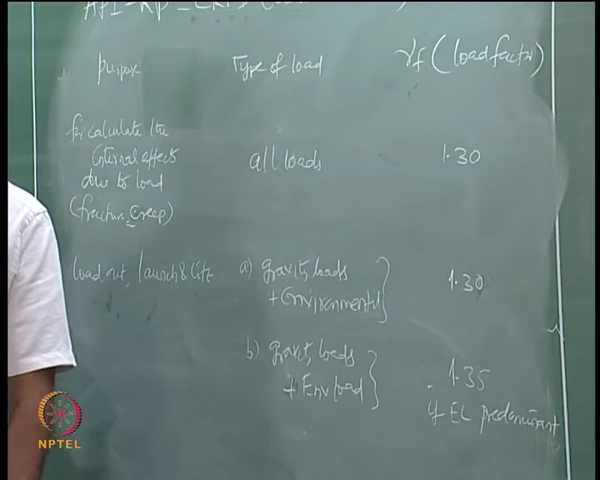 purpose Type of load γf (load factor)
for calculate the
internal effects
due to load
(fracture, creep)
all loads 1.30
load out, launch & lift
a) gravity loads
+ Environmental
1.30
b) gravity loads
+ Env load
1.35
if EL predominant
NPTEL